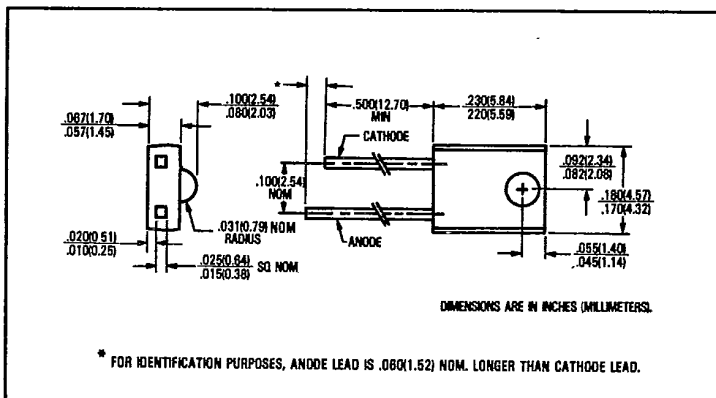 *
.100(2.54)
.080(2.03)
.500(12.70)
MIN
.230(5.84)
220(5.59)
.067(1.70)
.057(1.45)
CATHODE
.092(2.34)
.082(2.08)
.100(2.54)
NOM
.180(4.57)
.170(4.32)
.031(0.79) NOM
RADIUS
ANODE
.020(0.51)
.010(0.25)
.025(0.64)
.015(0.38)
SQ NOM
.055(1.40)
.045(1.14)
DIMENSIONS ARE IN INCHES (MILLIMETERS).
* FOR IDENTIFICATION PURPOSES, ANODE LEAD IS .060(1.52) NOM. LONGER THAN CATHODE LEAD.